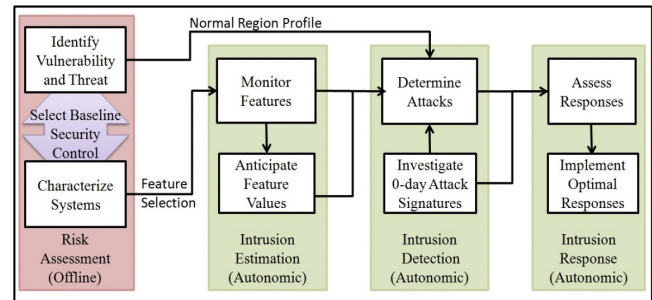 Normal Region Profile
Identify
Vulnerability
and Threat
Select Baseline
Security
Control
Characterize
Systems
Risk
Assessment
(Offline)
Feature
Selection
Monitor
Features
Anticipate
Feature
Values
Intrusion
Estimation
(Autonomic)
Determine
Attacks
Investigate
0-day Attack
Signatures
Intrusion
Detection
(Autonomic)
Assess
Responses
Implement
Optimal
Responses
Intrusion
Response
(Autonomic)